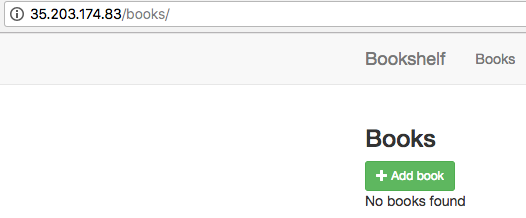 35.203.174.83/books/
Bookshelf Books
Books
Add book
No books found